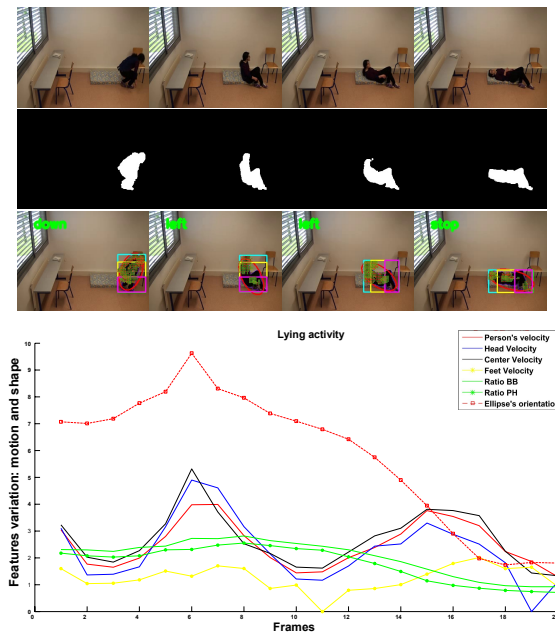 down left left stop
Lying activity
Person's velocity
Head Velocity
Center Velocity
Feet Velocity
Ratio BB
Ratio PH
Ellipse's orientatio
Features variation: motion and shape
10
9
8
7
6
5
4
3
2
1
0
0 2 4 6 8 10 12 14 16 18 2
Frames